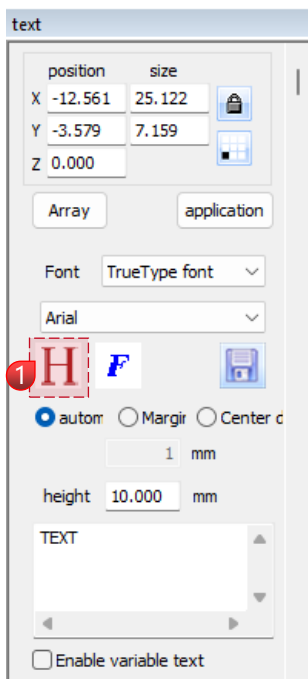 text
position size
X -12.561 25.122
Y -3.579 7.159
Z 0.000
Array application
Font TrueType font
Arial
1 H F
autom Margir Center d
1 mm
height 10.000 mm
TEXT
Enable variable text